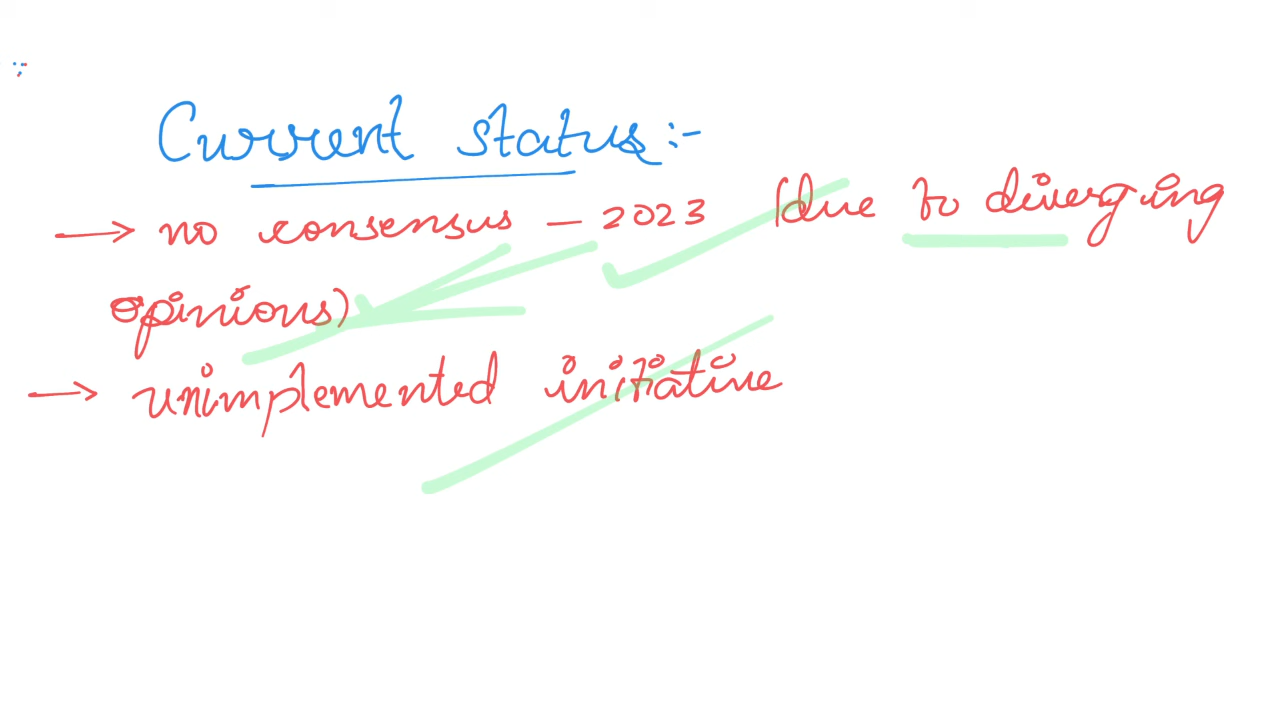 Current status:-
→ no consensus – 2023 (due to diverging
opinions)
→ unimplemented initiative